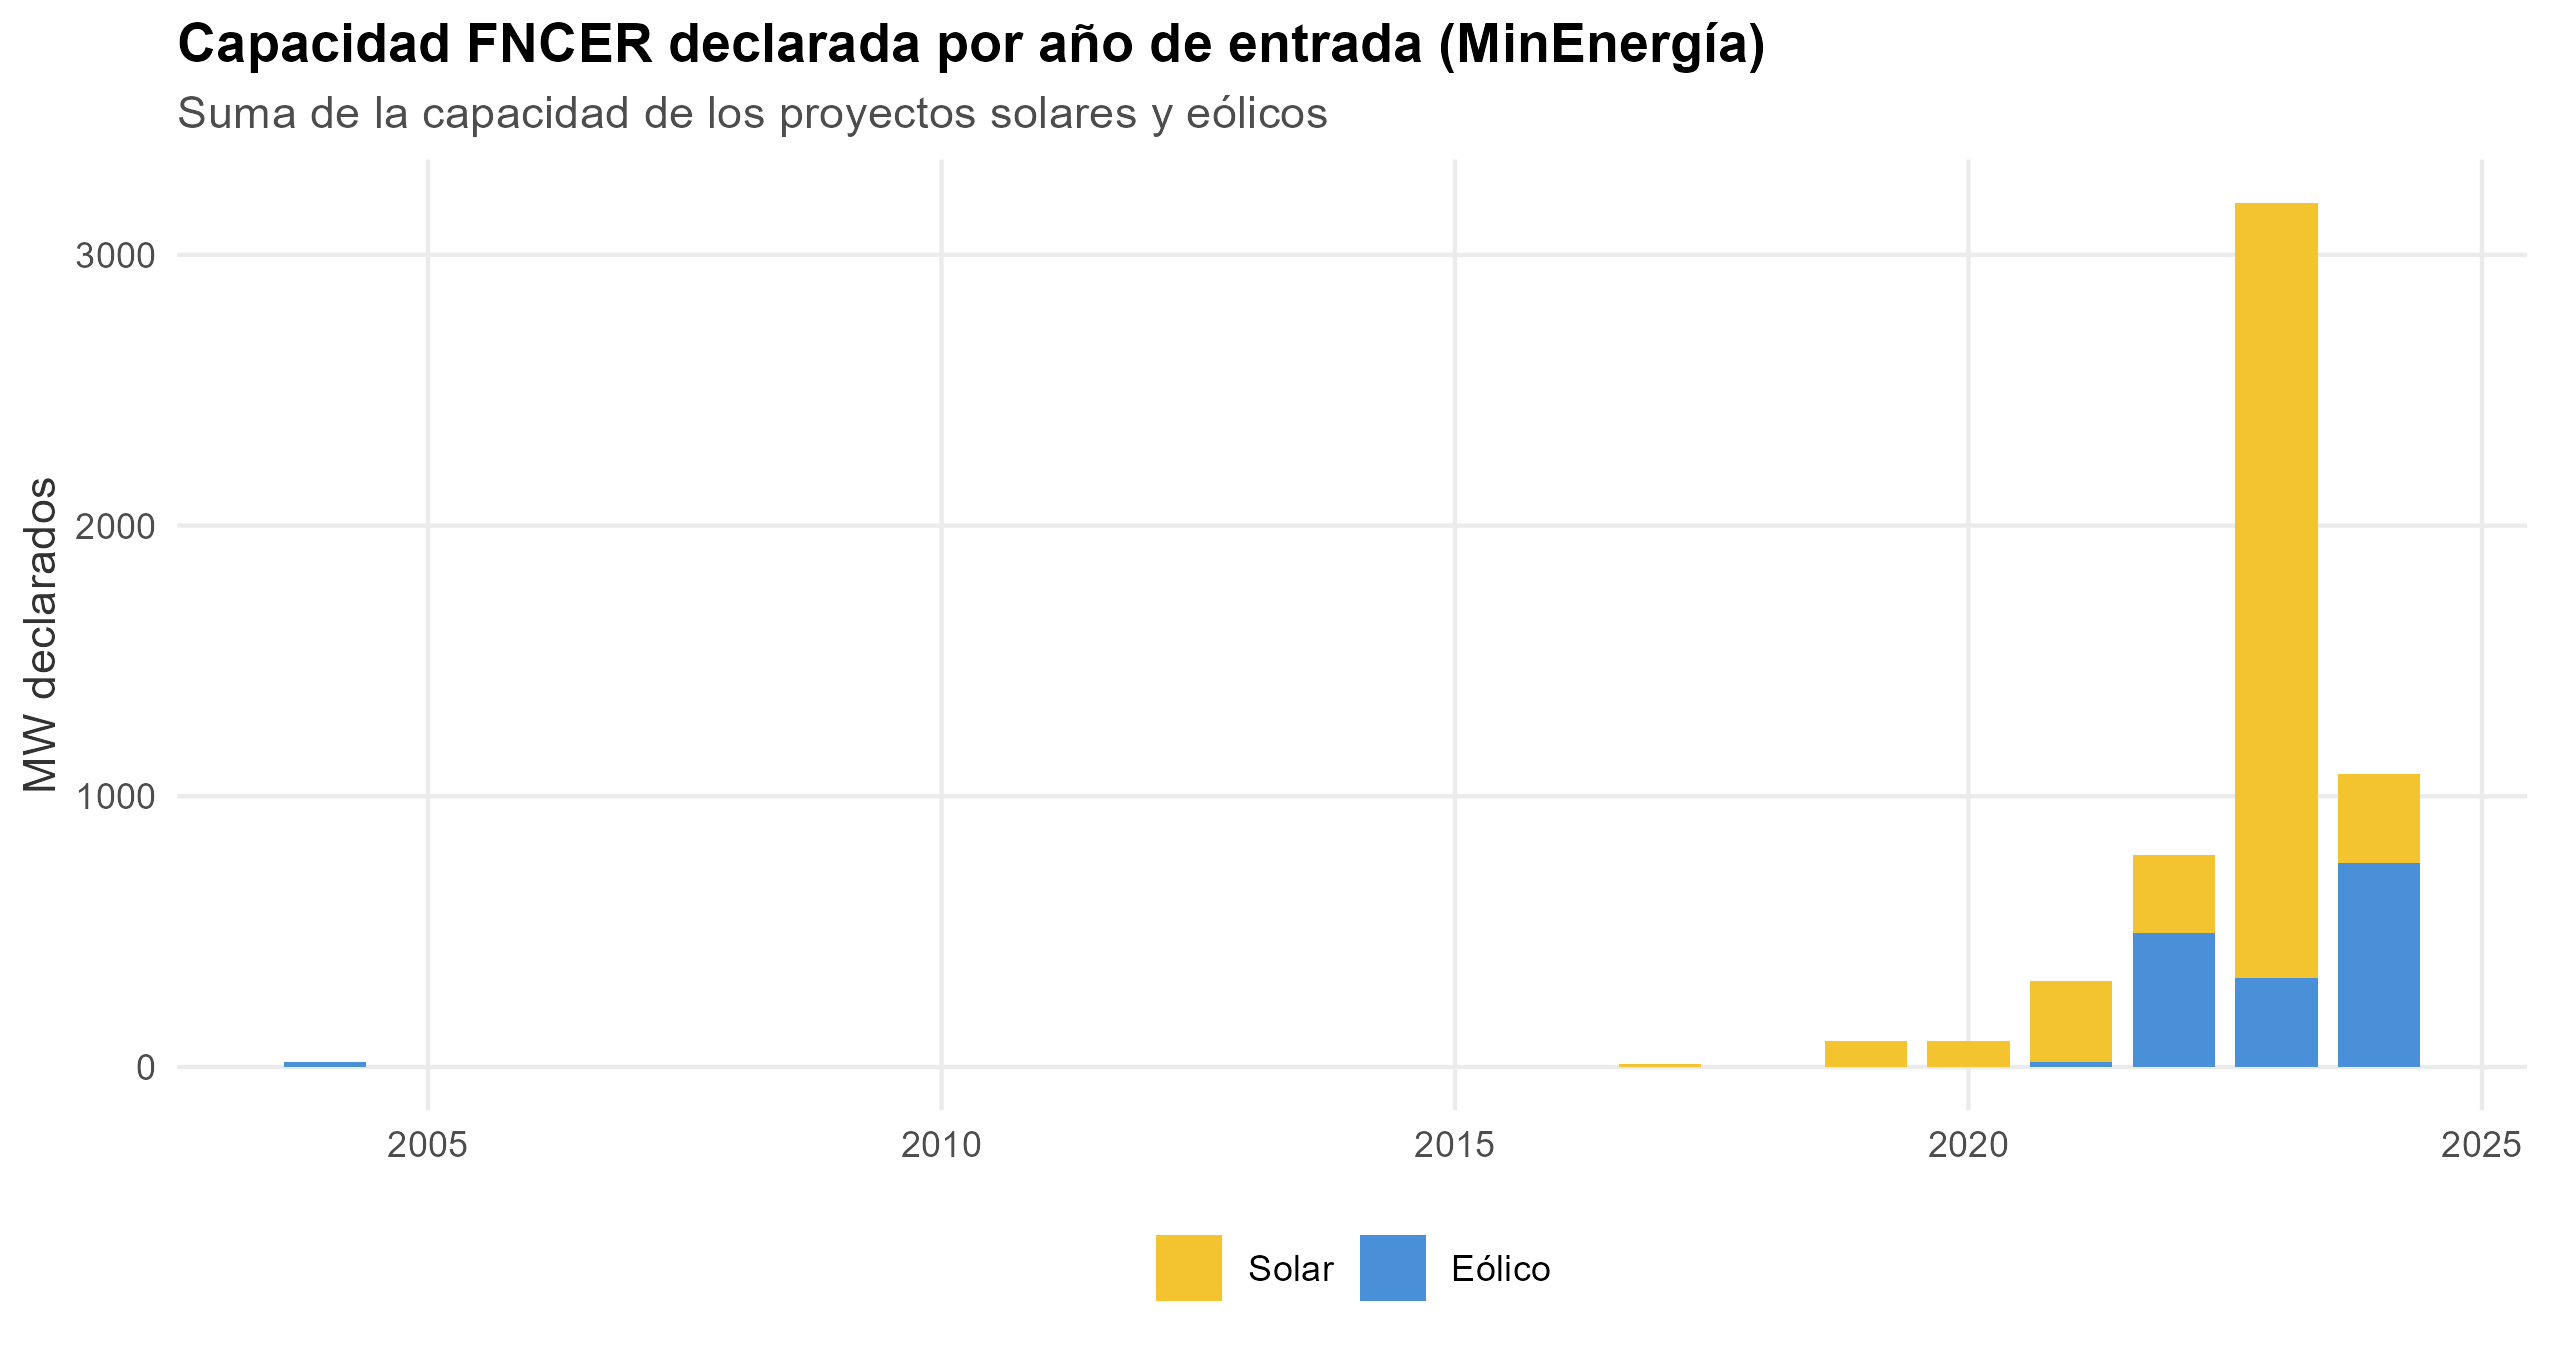 Capacidad FNCER declarada por año de entrada (MinEnergía)
Suma de la capacidad de los proyectos solares y eólicos
MW declarados
3000
2000
1000
0
2005 2010 2015 2020 2025
Solar Eólico